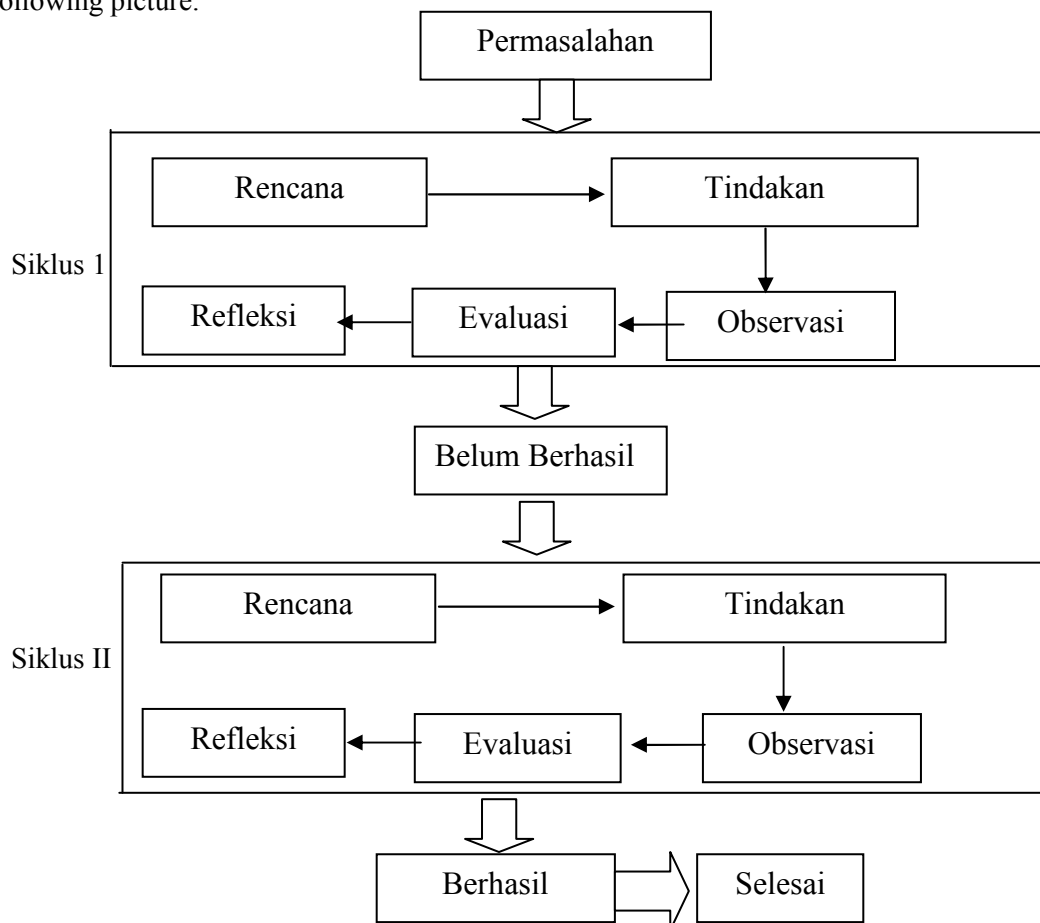 ollowing picture.
Permasalahan
Siklus 1
Rencana
Tindakan
Refleksi
Evaluasi
Observasi
Belum Berhasil
Siklus II
Rencana
Tindakan
Refleksi
Evaluasi
Observasi
Berhasil
Selesai